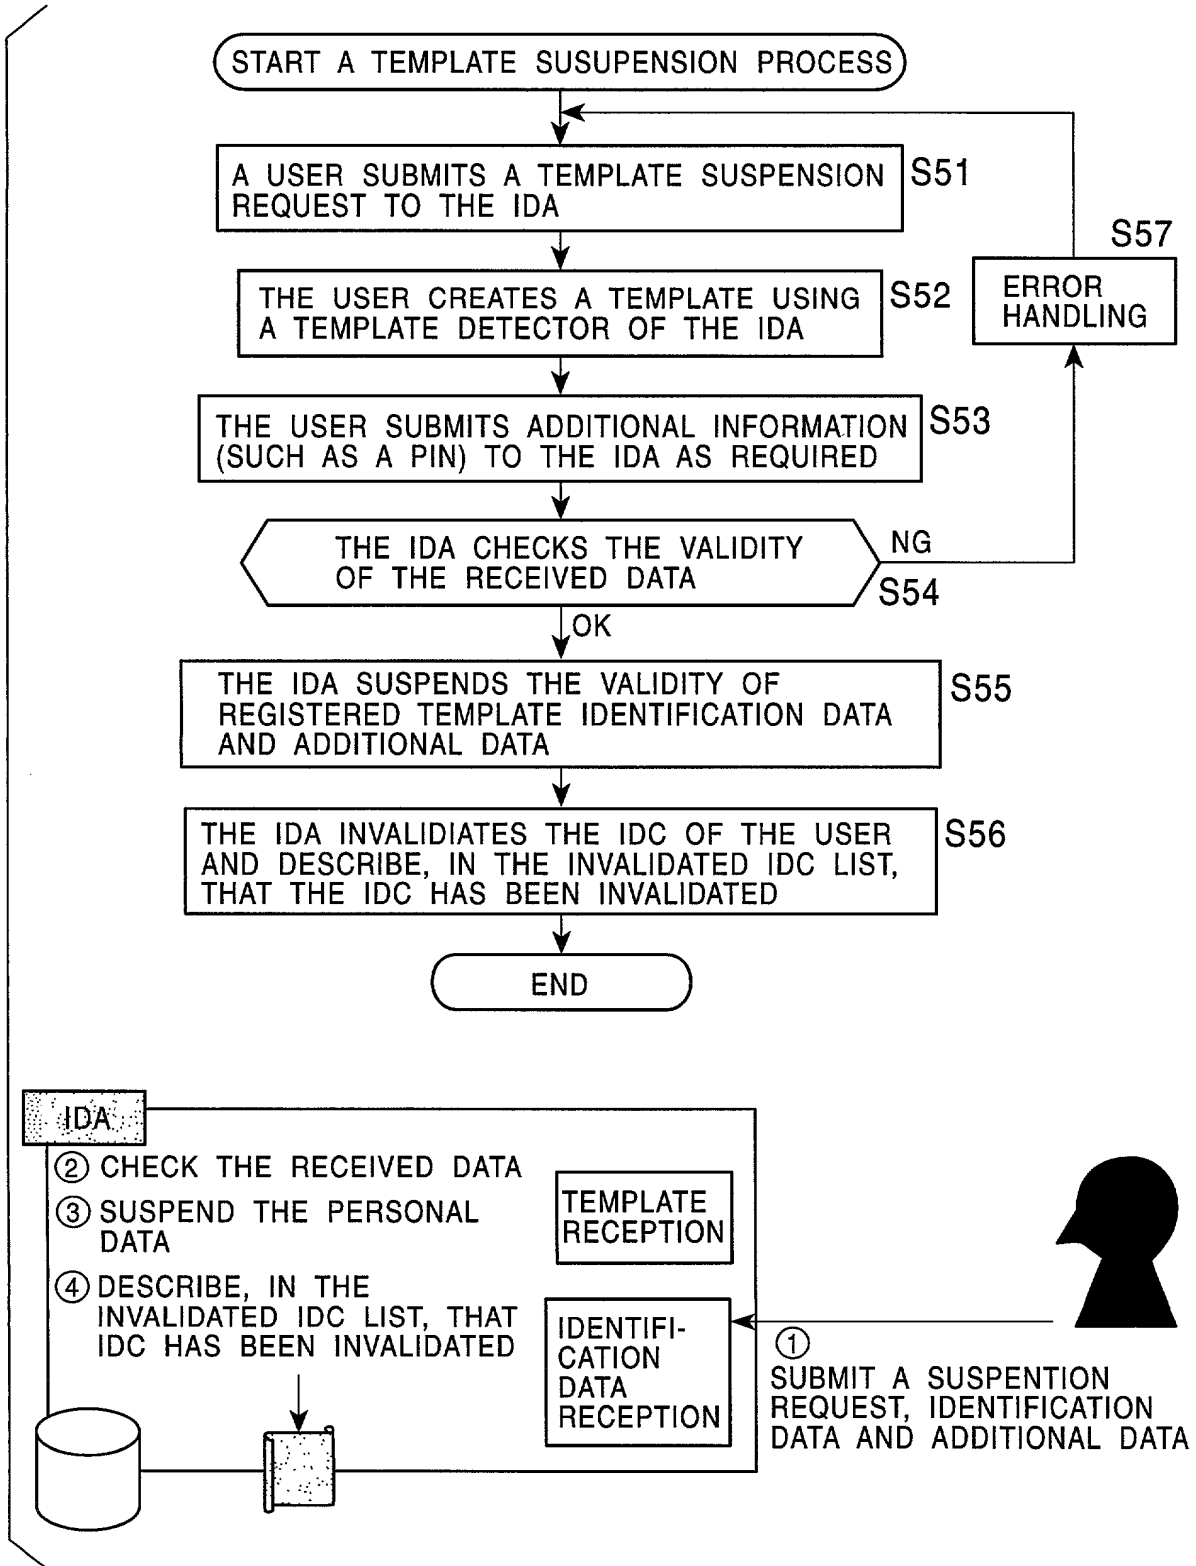 START A TEMPLATE SUSUPENSION PROCESS
A USER SUBMITS A TEMPLATE SUSPENSION
REQUEST TO THE IDA
S51
S57
ERROR
HANDLING
THE USER CREATES A TEMPLATE USING
A TEMPLATE DETECTOR OF THE IDA
S52
THE USER SUBMITS ADDITIONAL INFORMATION
(SUCH AS A PIN) TO THE IDA AS REQUIRED
S53
THE IDA CHECKS THE VALIDITY
OF THE RECEIVED DATA
NG
S54
OK
THE IDA SUSPENDS THE VALIDITY OF
REGISTERED TEMPLATE IDENTIFICATION DATA
AND ADDITIONAL DATA
S55
THE IDA INVALIDIATES THE IDC OF THE USER
AND DESCRIBE, IN THE INVALIDATED IDC LIST,
THAT THE IDC HAS BEEN INVALIDATED
S56
END
IDA
② CHECK THE RECEIVED DATA
③ SUSPEND THE PERSONAL
DATA
④ DESCRIBE, IN THE
INVALIDATED IDC LIST, THAT
IDC HAS BEEN INVALIDATED
TEMPLATE
RECEPTION
IDENTIFI-
CATION
DATA
RECEPTION
①
SUBMIT A SUSPENTION
REQUEST, IDENTIFICATION
DATA AND ADDITIONAL DATA